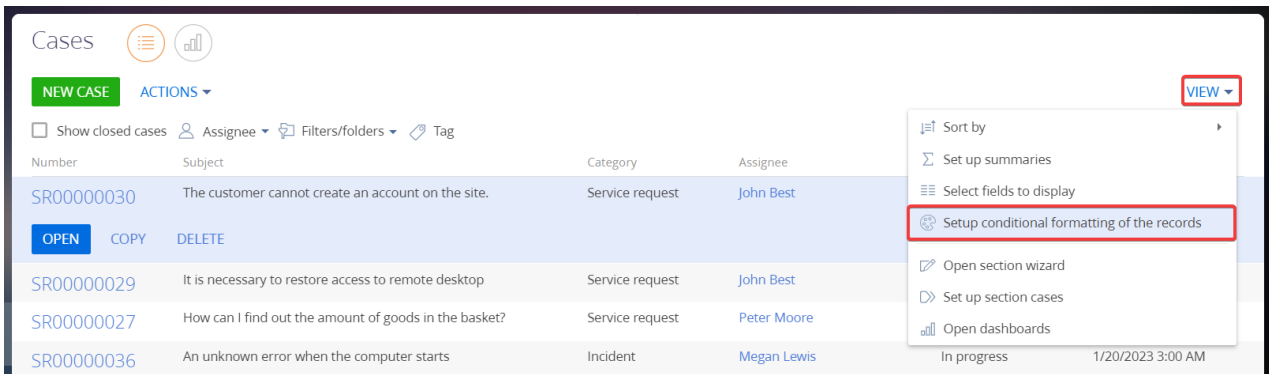 Cases
NEW CASE ACTIONS VIEW
Show closed cases Assignee Filters/folders Tag
Number Subject Category Assignee
SR00000030 The customer cannot create an account on the site. Service request John Best
OPEN COPY DELETE
SR00000029 It is necessary to restore access to remote desktop Service request John Best
SR00000027 How can I find out the amount of goods in the basket? Service request Peter Moore
SR00000036 An unknown error when the computer starts Incident Megan Lewis In progress 1/20/2023 3:00 AM
Sort by
Set up summaries
Select fields to display
Setup conditional formatting of the records
Open section wizard
Set up section cases
Open dashboards